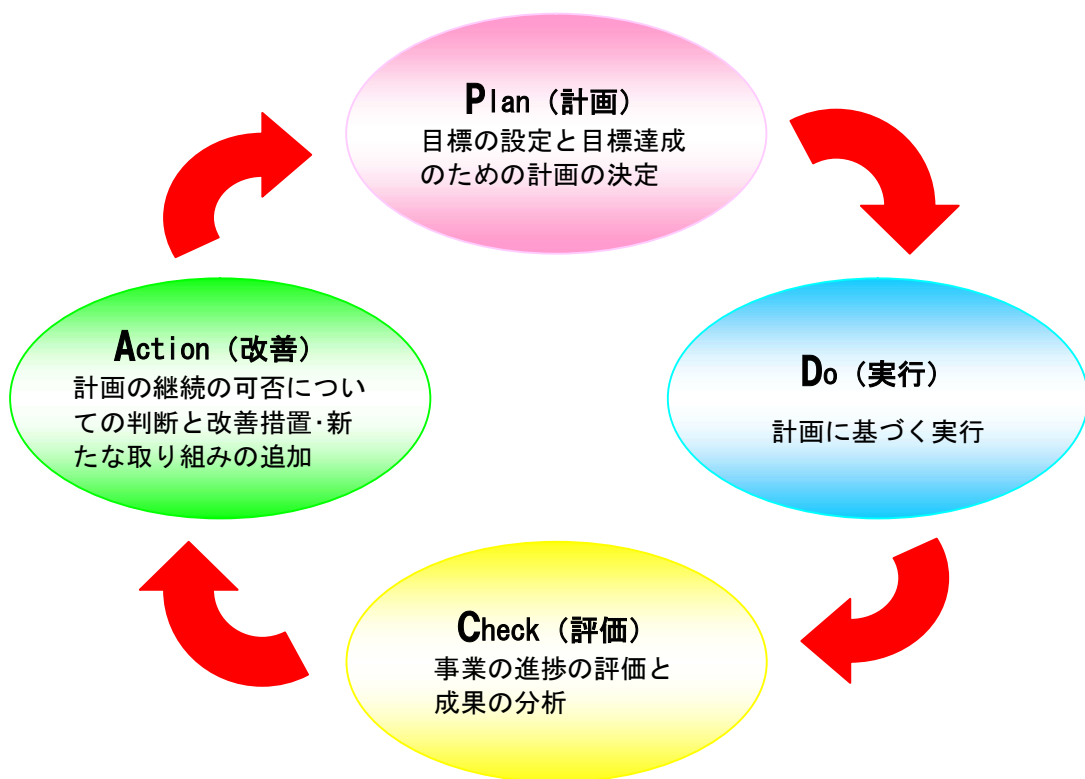 Plan（計画）
目標の設定と目標達成
のための計画の決定
Do（実行）
計画に基づく実行
Check（評価）
事業の進捗の評価と
成果の分析
Action（改善）
計画の継続の可否につい
ての判断と改善措置･新
たな取り組みの追加